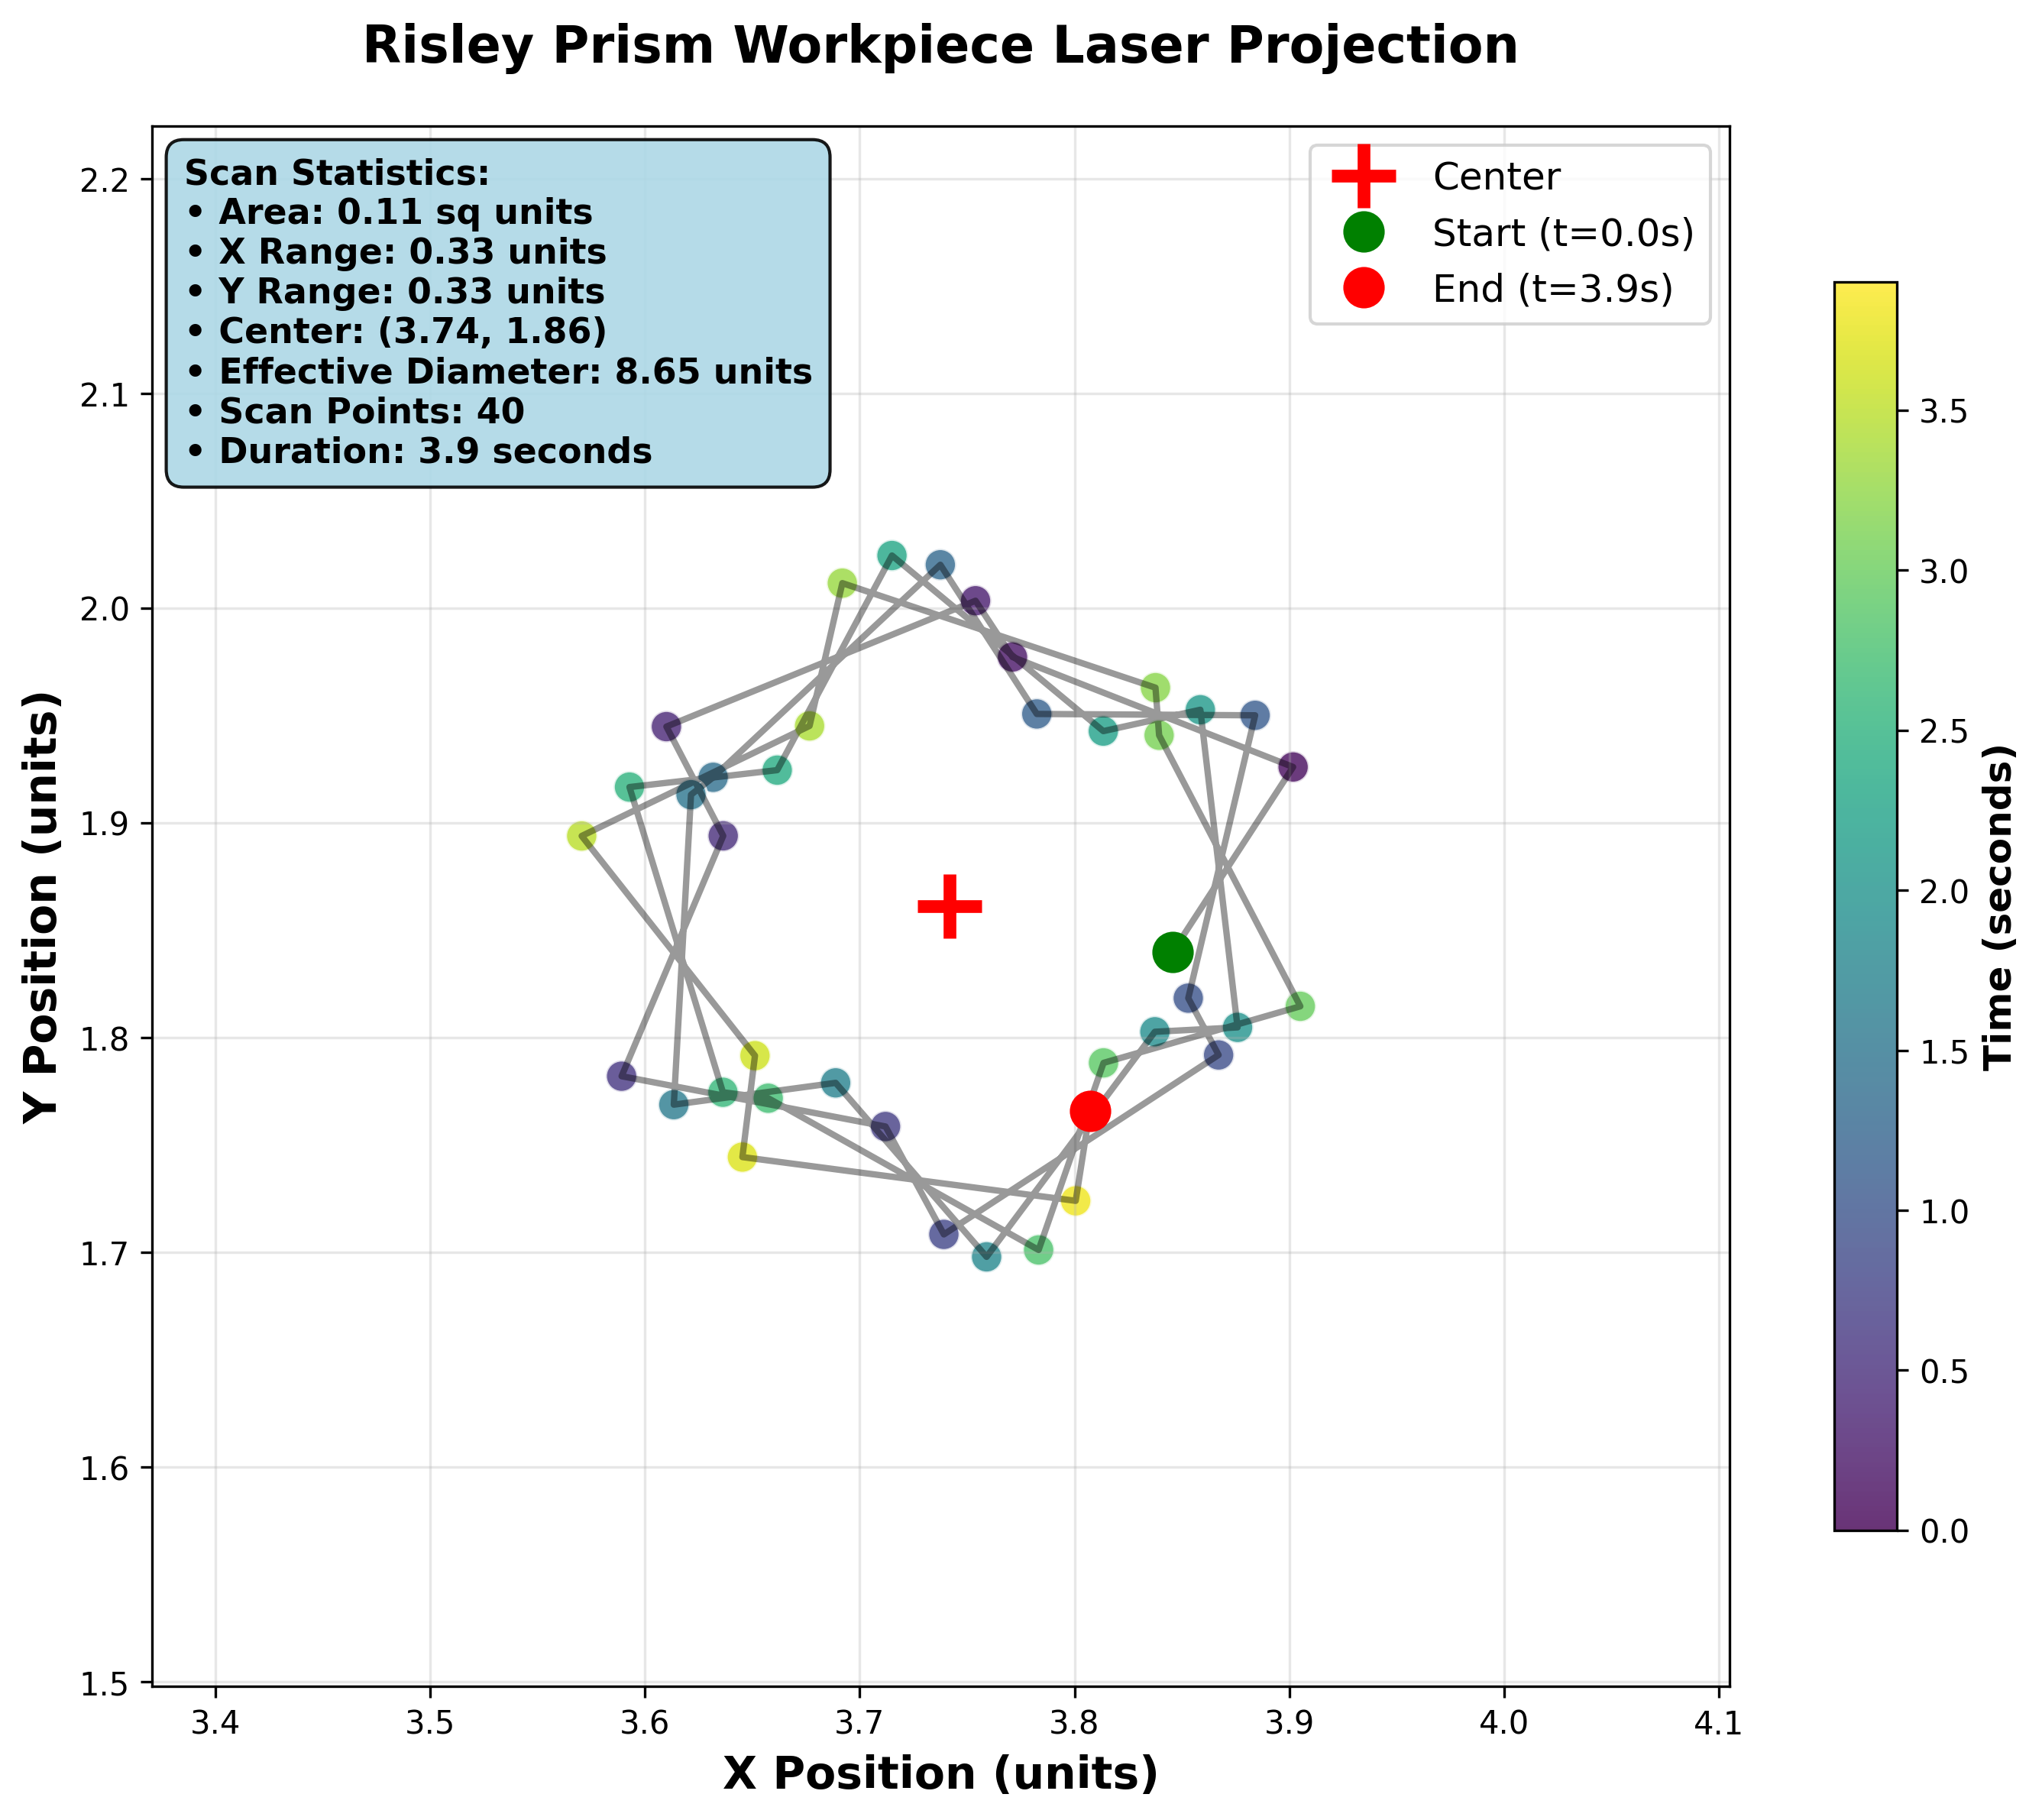 Risley Prism Workpiece Laser Projection
Scan Statistics:
• Area: 0.11 sq units
• X Range: 0.33 units
• Y Range: 0.33 units
• Center: (3.74, 1.86)
• Effective Diameter: 8.65 units
• Scan Points: 40
• Duration: 3.9 seconds
Center
Start (t=0.0s)
End (t=3.9s)
Y Position (units)
2.2
2.1
2.0
1.9
1.8
1.7
1.6
1.5
3.4
3.5
3.6
3.7
3.8
3.9
4.0
4.1
X Position (units)
3.5
3.0
2.5
2.0
1.5
1.0
0.5
0.0
Time (seconds)